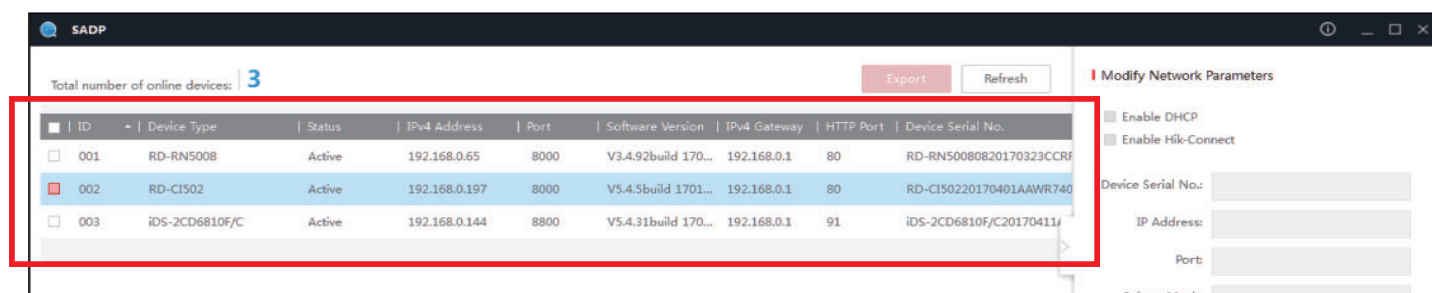 SADP
Total number of online devices: 3
Export
Refresh
ID Device Type Status IPv4 Address Port Software Version IPv4 Gateway HTTP Port Device Serial No.
001 RD-RN5008 Active 192.168.0.65 8000 V3.4.92build 170... 192.168.0.1 80 RD-RN50080820170323CCRR
002 RD-CI502 Active 192.168.0.197 8000 V5.4.5build 1701... 192.168.0.1 80 RD-CI50220170401AAWR740
003 iDS-2CD6810F/C Active 192.168.0.144 8800 V5.4.31build 170... 192.168.0.1 91 iDS-2CD6810F/C20170411
Modify Network Parameters
Enable DHCP
Enable Hik-Connect
Device Serial No.:
IP Address:
Port: